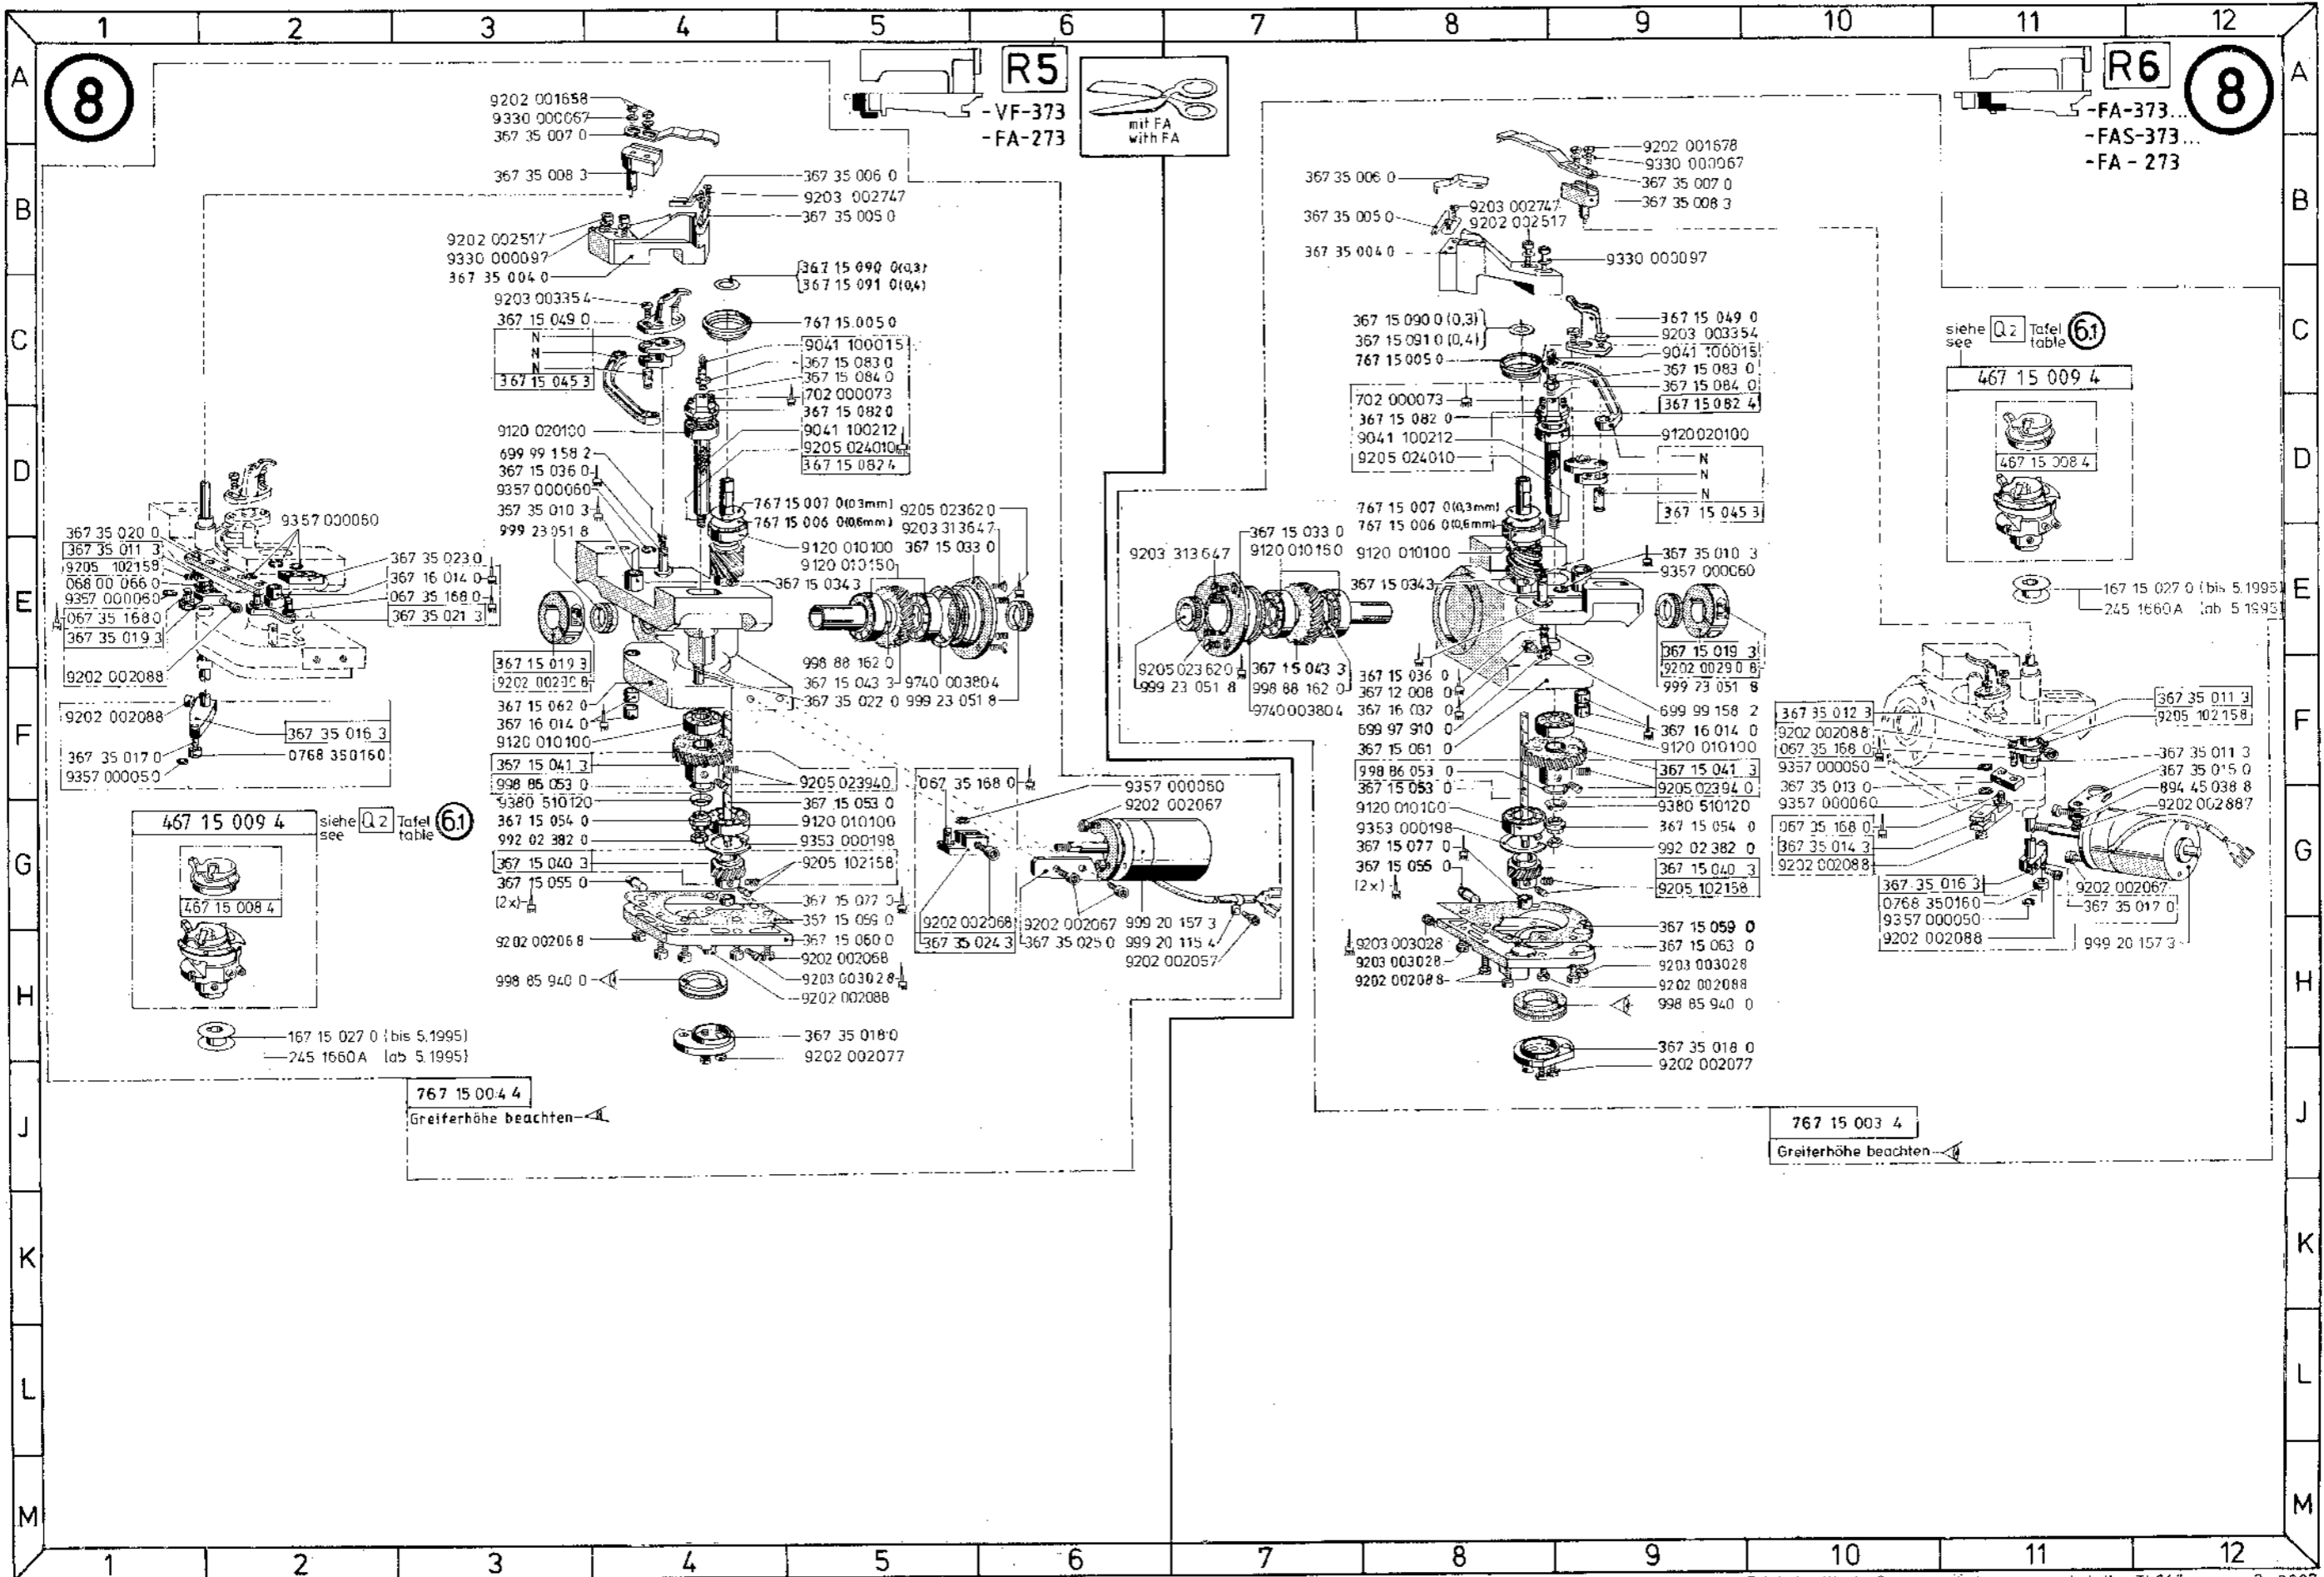 1 2 3 4 5 6 7 8 9 10 11 12
A
B
C
D
E
F
G
H
J
K
L
M
8
R5
-VF-373
-FA-273
mit FA
with FA
9202 001658
9330 000067
367 35 007 0
367 35 008 3
367 35 006 0
9203 002747
367 35 005 0
9202 002517
9330 000097
367 35 004 0
367 15 090 0(0,3)
367 15 091 0(0,4)
9203 003354
367 15 049 0
N
N
N
367 15 045 3
767 15.005 0
9041 100015
367 15 083 0
367 15 084 0
702 000073
367 15 082 0
9041 100212
9205 024010
367 15 082 4
9120 020100
699 99 158 2
367 15 036 0
9357 000060
367 35 010 3
999 23 051 8
767 15 007 0(0,3mm)
767 15 006 0(0,6mm)
9120 010100
9120 010150
367 15 034 3
9205 023620
9203 313647
367 15 033 0
9357 000060
367 35 020 0
367 35 011 3
9205 102158
068 00 066 0
9357 000060
067 35 168 0
367 35 019 3
9202 002088
367 35 023 0
367 16 014 0
067 35 168 0
367 35 021 3
9202 002088
367 35 016 3
367 35 017 0
0768 350160
9357 000050
367 15 019 3
9202 002908
367 15 062 0
367 16 014 0
9120 010100
367 15 041 3
998 86 053 0
9380 510120
367 15 054 0
992 02 382 0
367 15 040 3
367 15 055 0
(2x)
9202 002068
998 85 940 0
998 88 162 0
367 15 043 3
9740 003804
367 35 022 0
999 23 051 8
9205 023940
367 15 053 0
9120 010100
9353 000198
9205 102158
367 15 077 0
367 15 059 0
367 15 060 0
9202 002068
9203 003028
9202 002088
367 35 018 0
9202 002077
067 35 168 0
9357 000060
9202 002067
9202 002068
367 35 024 3
9202 002067
367 35 025 0
999 20 157 3
999 20 115 4
9202 002057
467 15 009 4
siehe Q2 Tafel 6.1
see table
467 15 008 4
167 15 027 0 (bis 5.1995)
245 1660A (ab 5.1995)
767 15 004 4
Greiferhöhe beachten
R6
8
-FA-373...
-FAS-373...
-FA-273
9202 001678
9330 000067
367 35 007 0
367 35 008 3
367 35 006 0
367 35 005 0
9203 002747
9202 002517
367 35 004 0
9330 000097
367 15 090 0 (0,3)
367 15 091 0 (0,4)
767 15 005 0
367 15 049 0
9203 003354
9041 100015
367 15 083 0
367 15 084 0
367 15 082 4
702 000073
367 15 082 0
9041 100212
9205 024010
9120 020100
N
N
N
367 15 045 3
767 15 007 0(0,3mm)
767 15 006 0(0,6mm)
9120 010100
367 15 034 3
367 35 010 3
9357 000060
9203 313647
367 15 033 0
9120 010150
9205 023620
999 23 051 8
367 15 043 3
998 88 162 0
9740 003804
367 15 036 0
367 12 008 0
367 16 032 0
699 97 910 0
367 15 061 0
998 86 053 0
367 15 053 0
9120 010100
9353 000198
367 15 077 0
367 15 055 0
(2x)
9203 003028
9203 003028
9202 002088
367 15 019 3
9202 002908
999 23 051 8
699 99 158 2
367 16 014 0
9120 010100
367 15 041 3
9205 023940
9380 510120
367 15 054 0
992 02 382 0
367 15 040 3
9205 102158
367 15 059 0
367 15 063 0
9203 003028
9202 002088
998 85 940 0
367 35 018 0
9202 002077
siehe Q2 Tafel 6.1
see table
467 15 009 4
467 15 008 4
167 15 027 0 (bis 5.1995)
245 1660A (ab 5.1995)
367 35 012 3
9202 002088
067 35 168 0
9357 000060
367 35 013 0
9357 000060
067 35 168 0
367 35 014 3
9202 002088
367 35 011 3
9205 102158
367 35 011 3
367 35 015 0
894 45 038 8
9202 002887
367 35 016 3
0768 350160
9357 000050
9202 002088
9202 002067
367 35 017 0
999 20 157 3
767 15 003 4
Greiferhöhe beachten
A
B
C
D
E
F
G
H
J
K
L
M
1 2 3 4 5 6 7 8 9 10 11 12